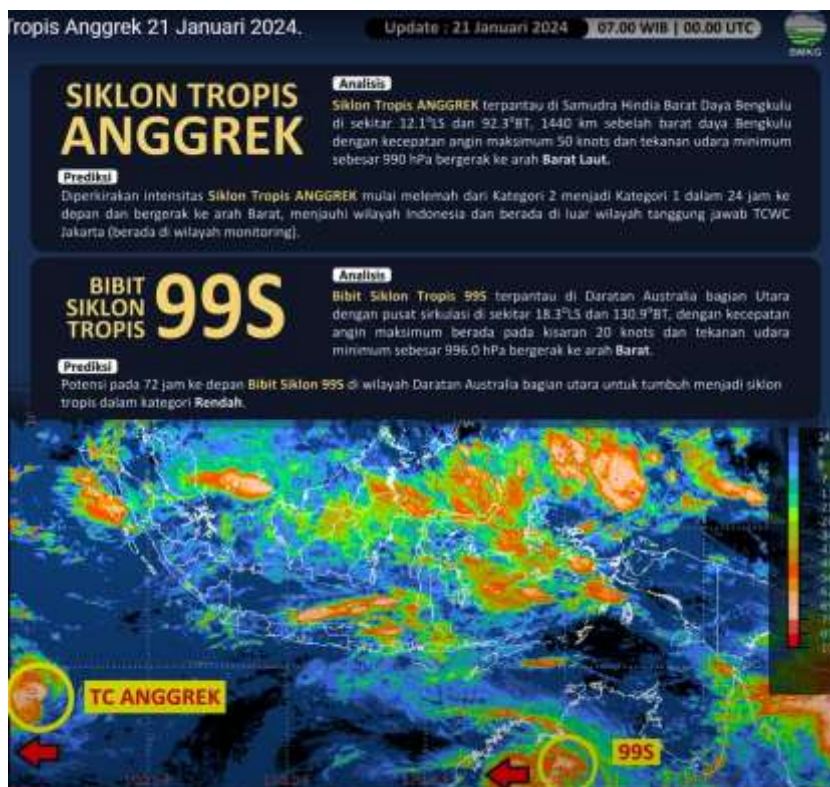 Tropis Anggrek 21 Januari 2024.
Update : 21 Januari 2024 07.00 WIB | 00.00 UTC
BMKG
SIKLON TROPIS
ANGGREK
Analisis
Siklon Tropis ANGGREK terpantau di Samudra Hindia Barat Daya Bengkulu
di sekitar 12.1°LS dan 92.3°BT, 1440 km sebelah barat daya Bengkulu
dengan kecepatan angin maksimum 50 knots dan tekanan udara minimum
sebesar 990 hPa bergerak ke arah Barat Laut.
Prediksi
Diperkirakan intensitas Siklon Tropis ANGGREK mulai melemah dari Kategori 2 menjadi Kategori 1 dalam 24 jam ke
depan dan bergerak ke arah Barat, menjauhi wilayah Indonesia dan berada di luar wilayah tanggung jawab TCWC
Jakarta (berada di wilayah monitoring).
BIBIT
SIKLON
TROPIS
99S
Analisis
Bibit Siklon Tropis 99S terpantau di Daratan Australia bagian Utara
dengan pusat sirkulasi di sekitar 18.3°LS dan 130.9°BT, dengan kecepatan
angin maksimum berada pada kisaran 20 knots dan tekanan udara
minimum sebesar 996.0 hPa bergerak ke arah Barat.
Prediksi
Potensi pada 72 jam ke depan Bibit Siklon 99S di wilayah Daratan Australia bagian utara untuk tumbuh menjadi siklon
tropis dalam kategori Rendah.
TC ANGGREK
99S